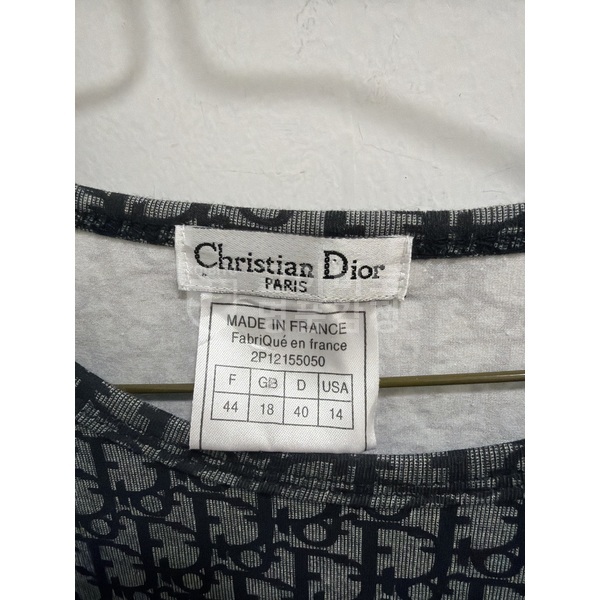 Christian Dior
PARIS
MADE IN FRANCE
FabriQué en france
2P12155050
F GB D USA
44 18 40 14